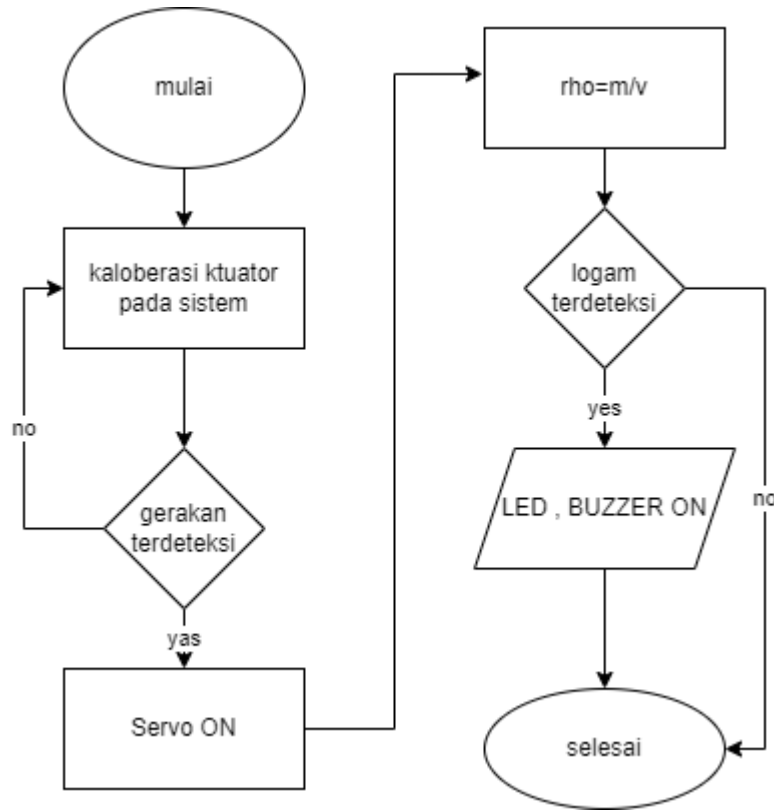 mulai
kaloberasi ktuator
pada sistem
no
gerakan
terdeteksi
yas
Servo ON
rho=m/v
logam
terdeteksi
yes
no
LED , BUZZER ON
selesai